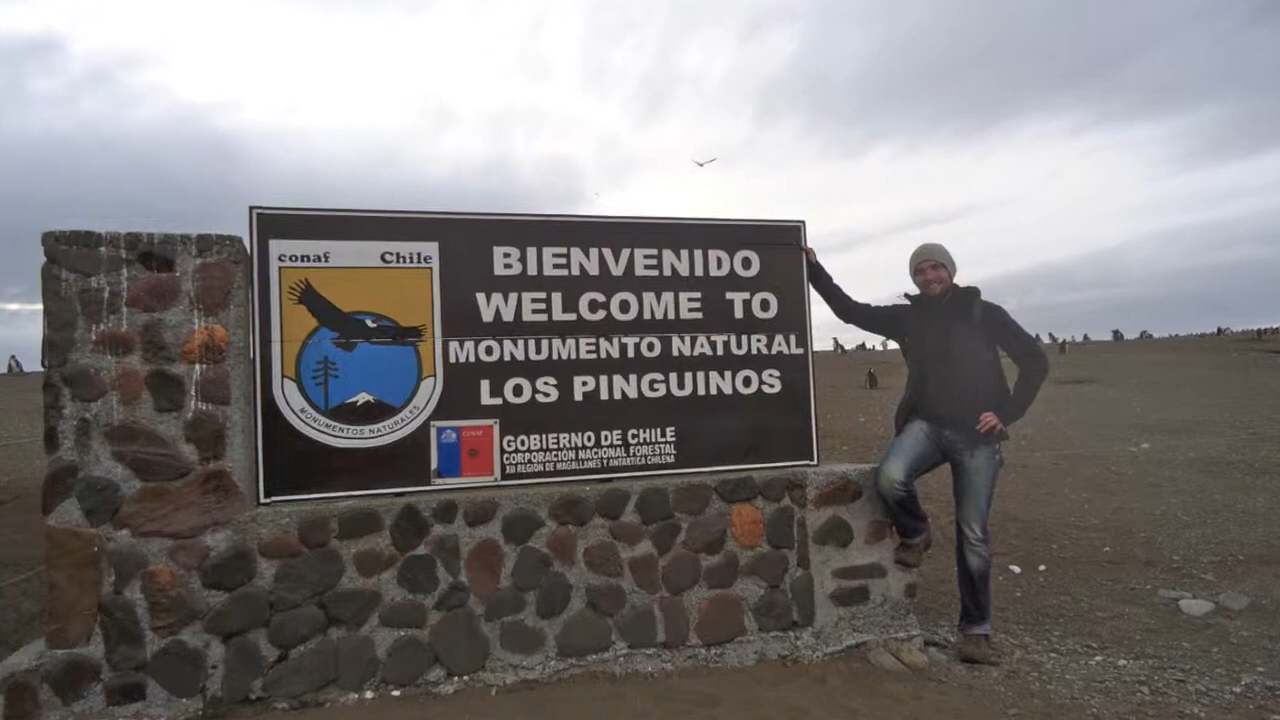 conaf Chile
MONUMENTOS NATURALES
BIENVENIDO
WELCOME TO
MONUMENTO NATURAL
LOS PINGUINOS
CONAF
GOBIERNO DE CHILE
CORPORACIÓN NACIONAL FORESTAL
XII REGIÓN DE MAGALLANES Y ANTARTICA CHILENA